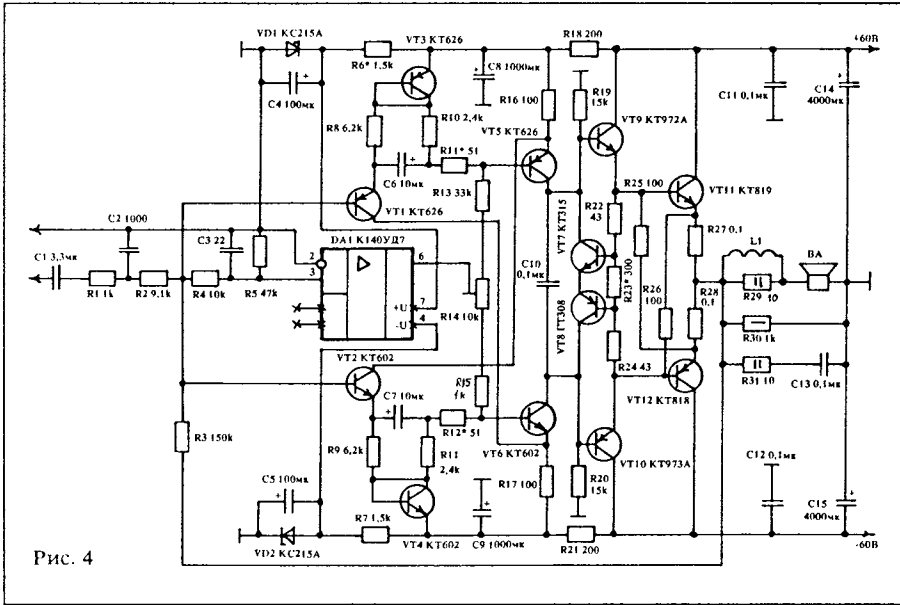 VD1 КС215А
R6* 1,5k
VT3 КТ626
R18 200
+60В
C4 100мк
C8 1000мк
R16 100
R19
15k
C11 0,1мк
C14
4000мк
R8 6,2k
R10 2,4k
VT5 КТ626
VT9 КТ972А
C6 10мк
R11* 51
R13 33k
R25 100
VT11 КТ819
VT1 КТ626
VT7 КТ315
R22
43
R27 0,1
C2 1000
C3 22
DA1 К140УД7
C1 3,3мк
2
3
6
+U
7
-U
4
C10
0,1мк
R26
100
R23* 300
L1
ВА
R28
0,1
R29 10
R1 1k
R2 9,1k
R4 10k
R5 47k
R14 10k
VT8 ГТ308
R30 1k
R24 43
R31 10
C13 0,1мк
VT2 КТ602
C7 10мк
R15
1k
VT12 КТ818
R3 150k
R9 6,2k
R11
2,4k
R12* 51
VT6 КТ602
VT10 КТ973А
C5 100мк
R17 100
R20
15k
C12 0,1мк
C15
4000мк
R7 1,5k
VD2 КС215А
VT4 КТ602
C9 1000мк
R21 200
-60В
Рис. 4